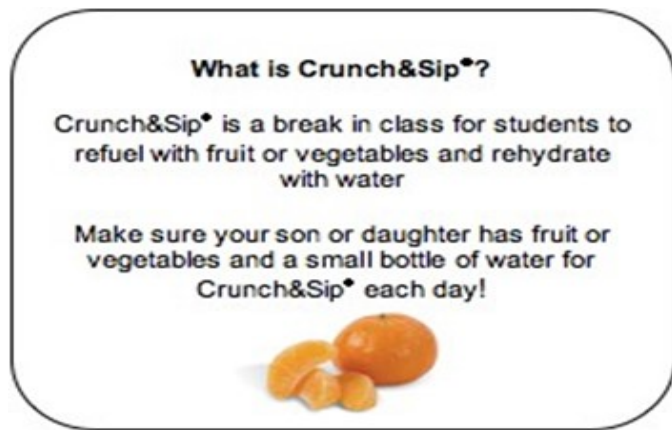 What is Crunch&Sip®?
Crunch&Sip® is a break in class for students to
refuel with fruit or vegetables and rehydrate
with water
Make sure your son or daughter has fruit or
vegetables and a small bottle of water for
Crunch&Sip® each day!